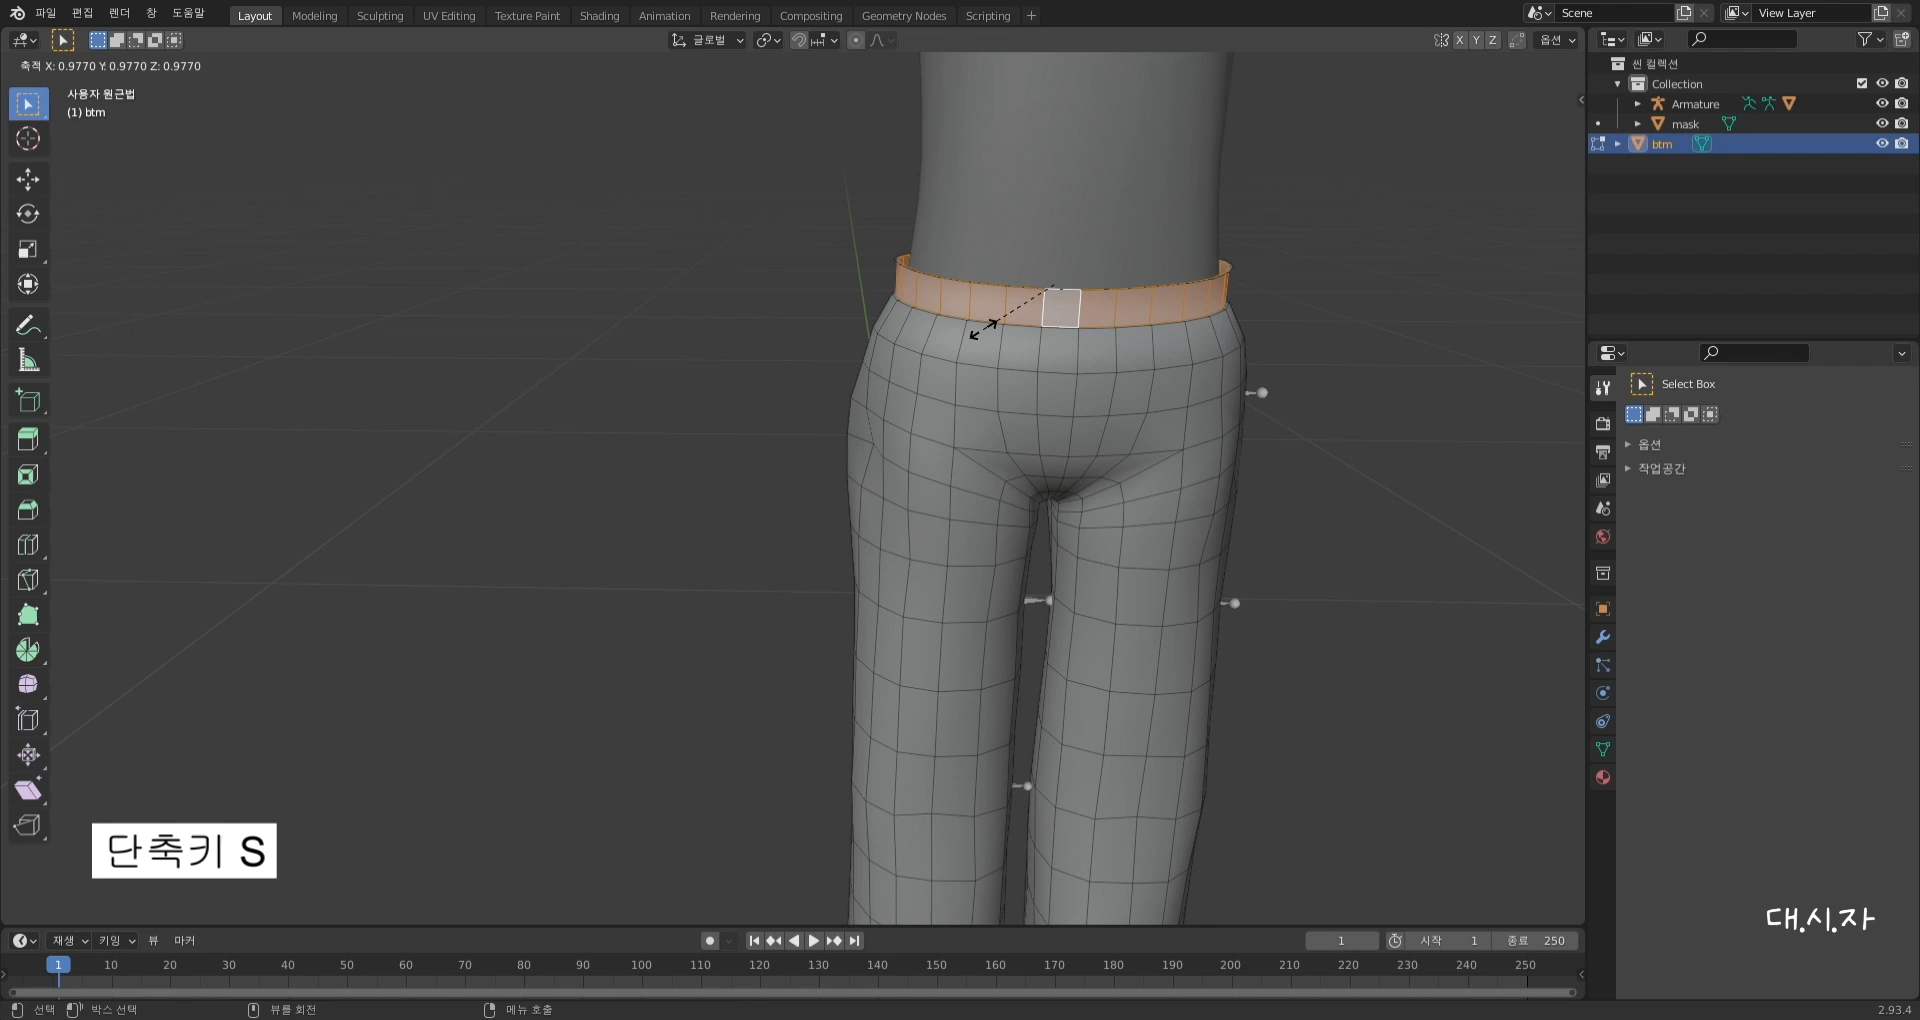 파일 편집 렌더 창 도움말 Layout Modeling Sculpting UV Editing Texture Paint Shading Animation Rendering Compositing Geometry Nodes Scripting + Scene View Layer
글로벌 X Y Z 옵션
축적 X: 0.9770 Y: 0.9770 Z: 0.9770
사용자 원근법
(1) btm
씬 컬렉션
Collection
Armature
mask
btm
Select Box
옵션
작업공간
단축키 S
대.시.자
재생 키잉 뷰 마커 1 시작 1 종료 250
1 10 20 30 40 50 60 70 80 90 100 110 120 130 140 150 160 170 180 190 200 210 220 230 240 250
선택 박스 선택 뷰를 회전 메뉴 호출 2.93.4